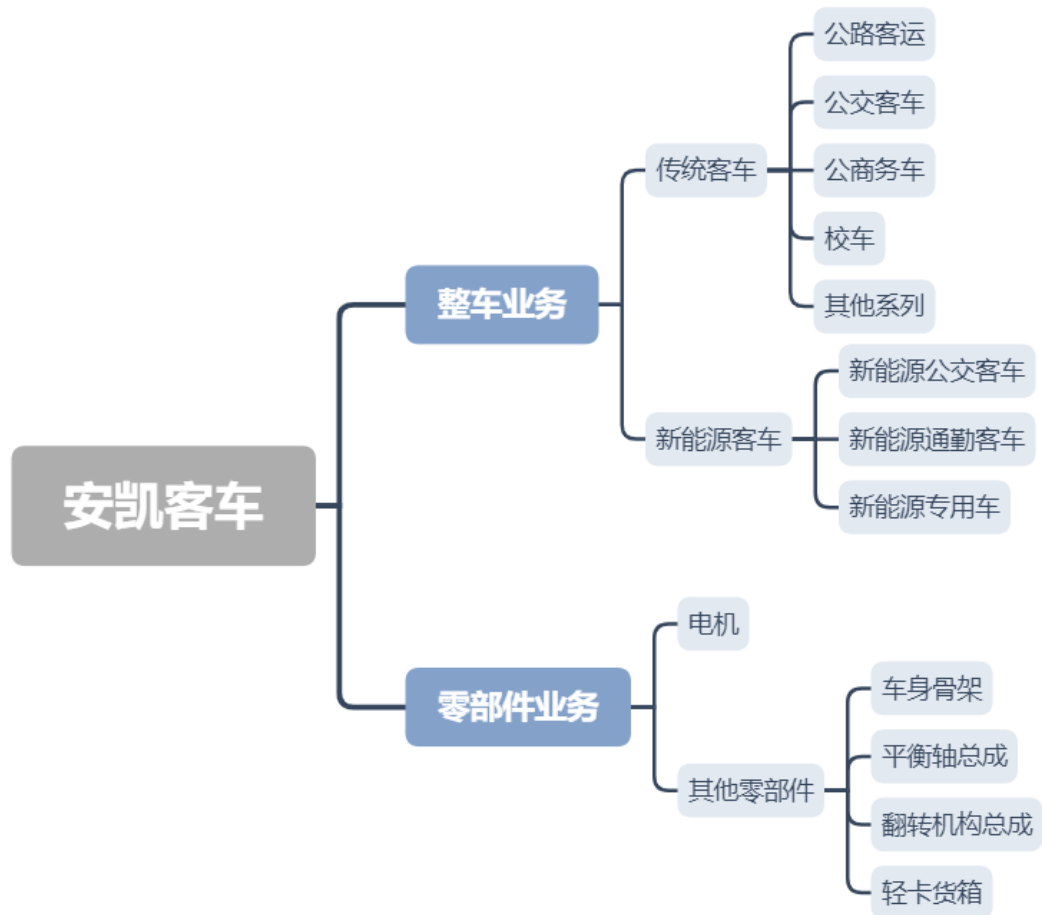 安凯客车
整车业务
传统客车
公路客运
公交客车
公商务车
校车
其他系列
新能源客车
新能源公交客车
新能源通勤客车
新能源专用车
零部件业务
电机
其他零部件
车身骨架
平衡轴总成
翻转机构总成
轻卡货箱